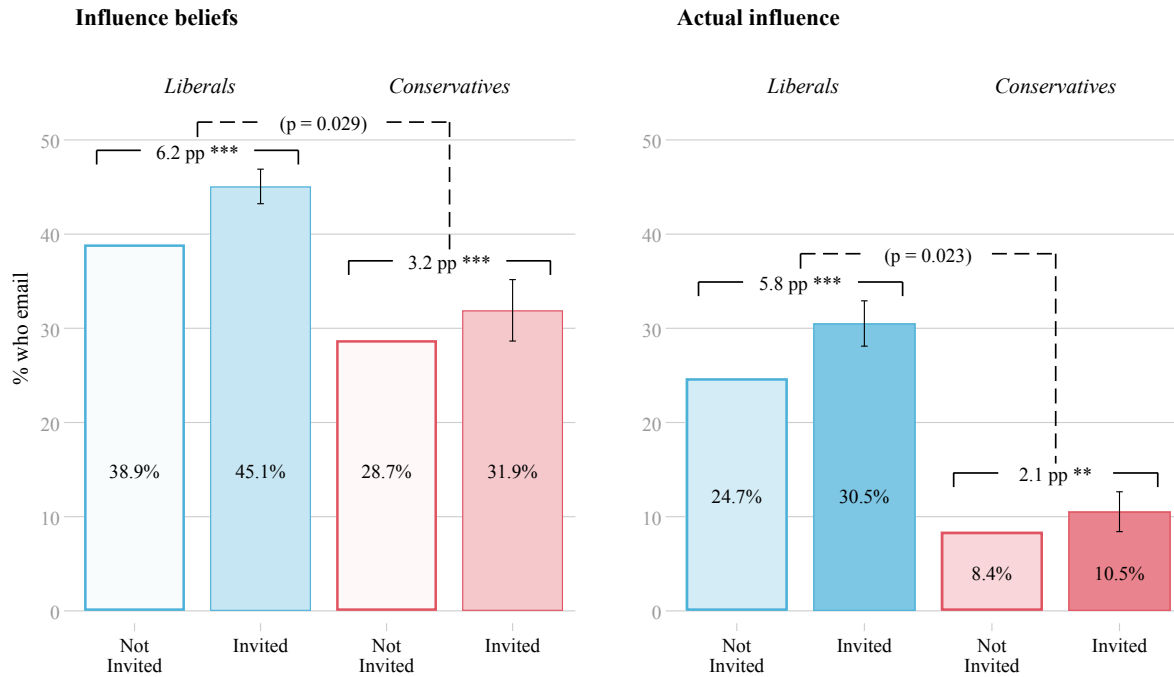 Influence beliefs
Liberals
Conservatives
(p = 0.029)
6.2 pp ***
3.2 pp ***
% who email
50
40
30
20
10
0
38.9%
45.1%
28.7%
31.9%
Not
Invited
Invited
Not
Invited
Invited
Actual influence
Liberals
Conservatives
(p = 0.023)
5.8 pp ***
2.1 pp **
50
40
30
20
10
0
24.7%
30.5%
8.4%
10.5%
Not
Invited
Invited
Not
Invited
Invited